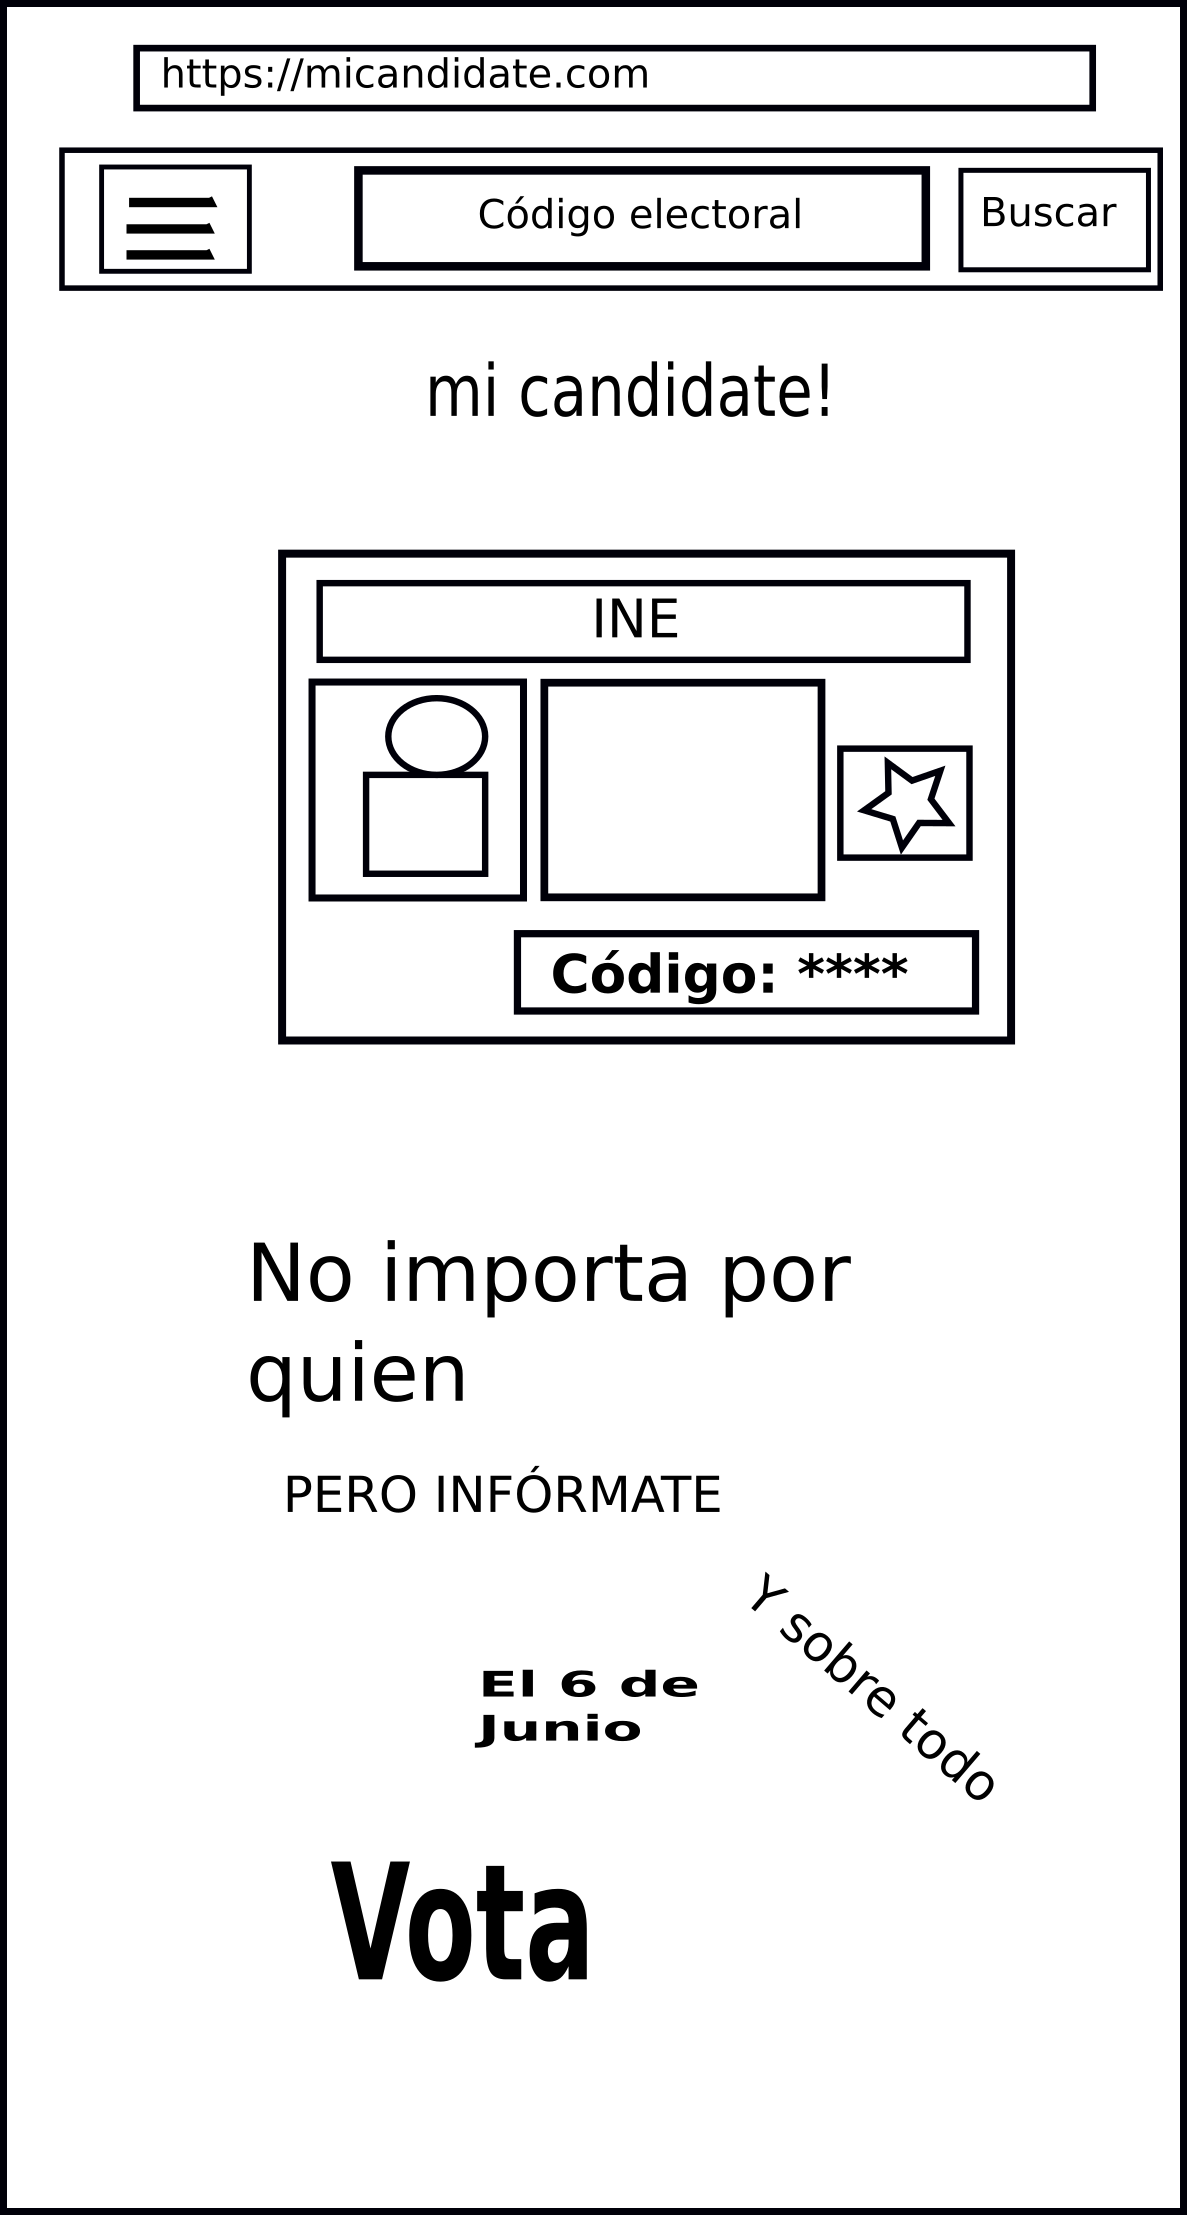 https://micandidate.com
Código electoral
Buscar
mi candidate!
INE
Código: ****
No importa por
quien
PERO INFÓRMATE
Y sobre todo
El 6 de
Junio
Vota